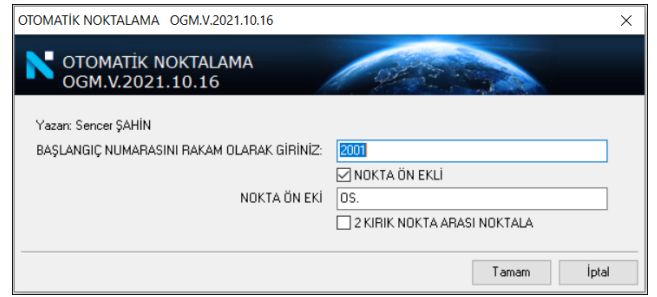 OTOMATİK NOKTALAMA OGM.V.2021.10.16
OTOMATİK NOKTALAMA
OGM.V.2021.10.16
Yazan: Sencer ŞAHİN
BAŞLANGIÇ NUMARASINI RAKAM OLARAK GİRİNİZ: 2001
NOKTA ÖN EKLİ
NOKTA ÖN EKİ OS.
2 KIRIK NOKTA ARASI NOKTALA
Tamam İptal